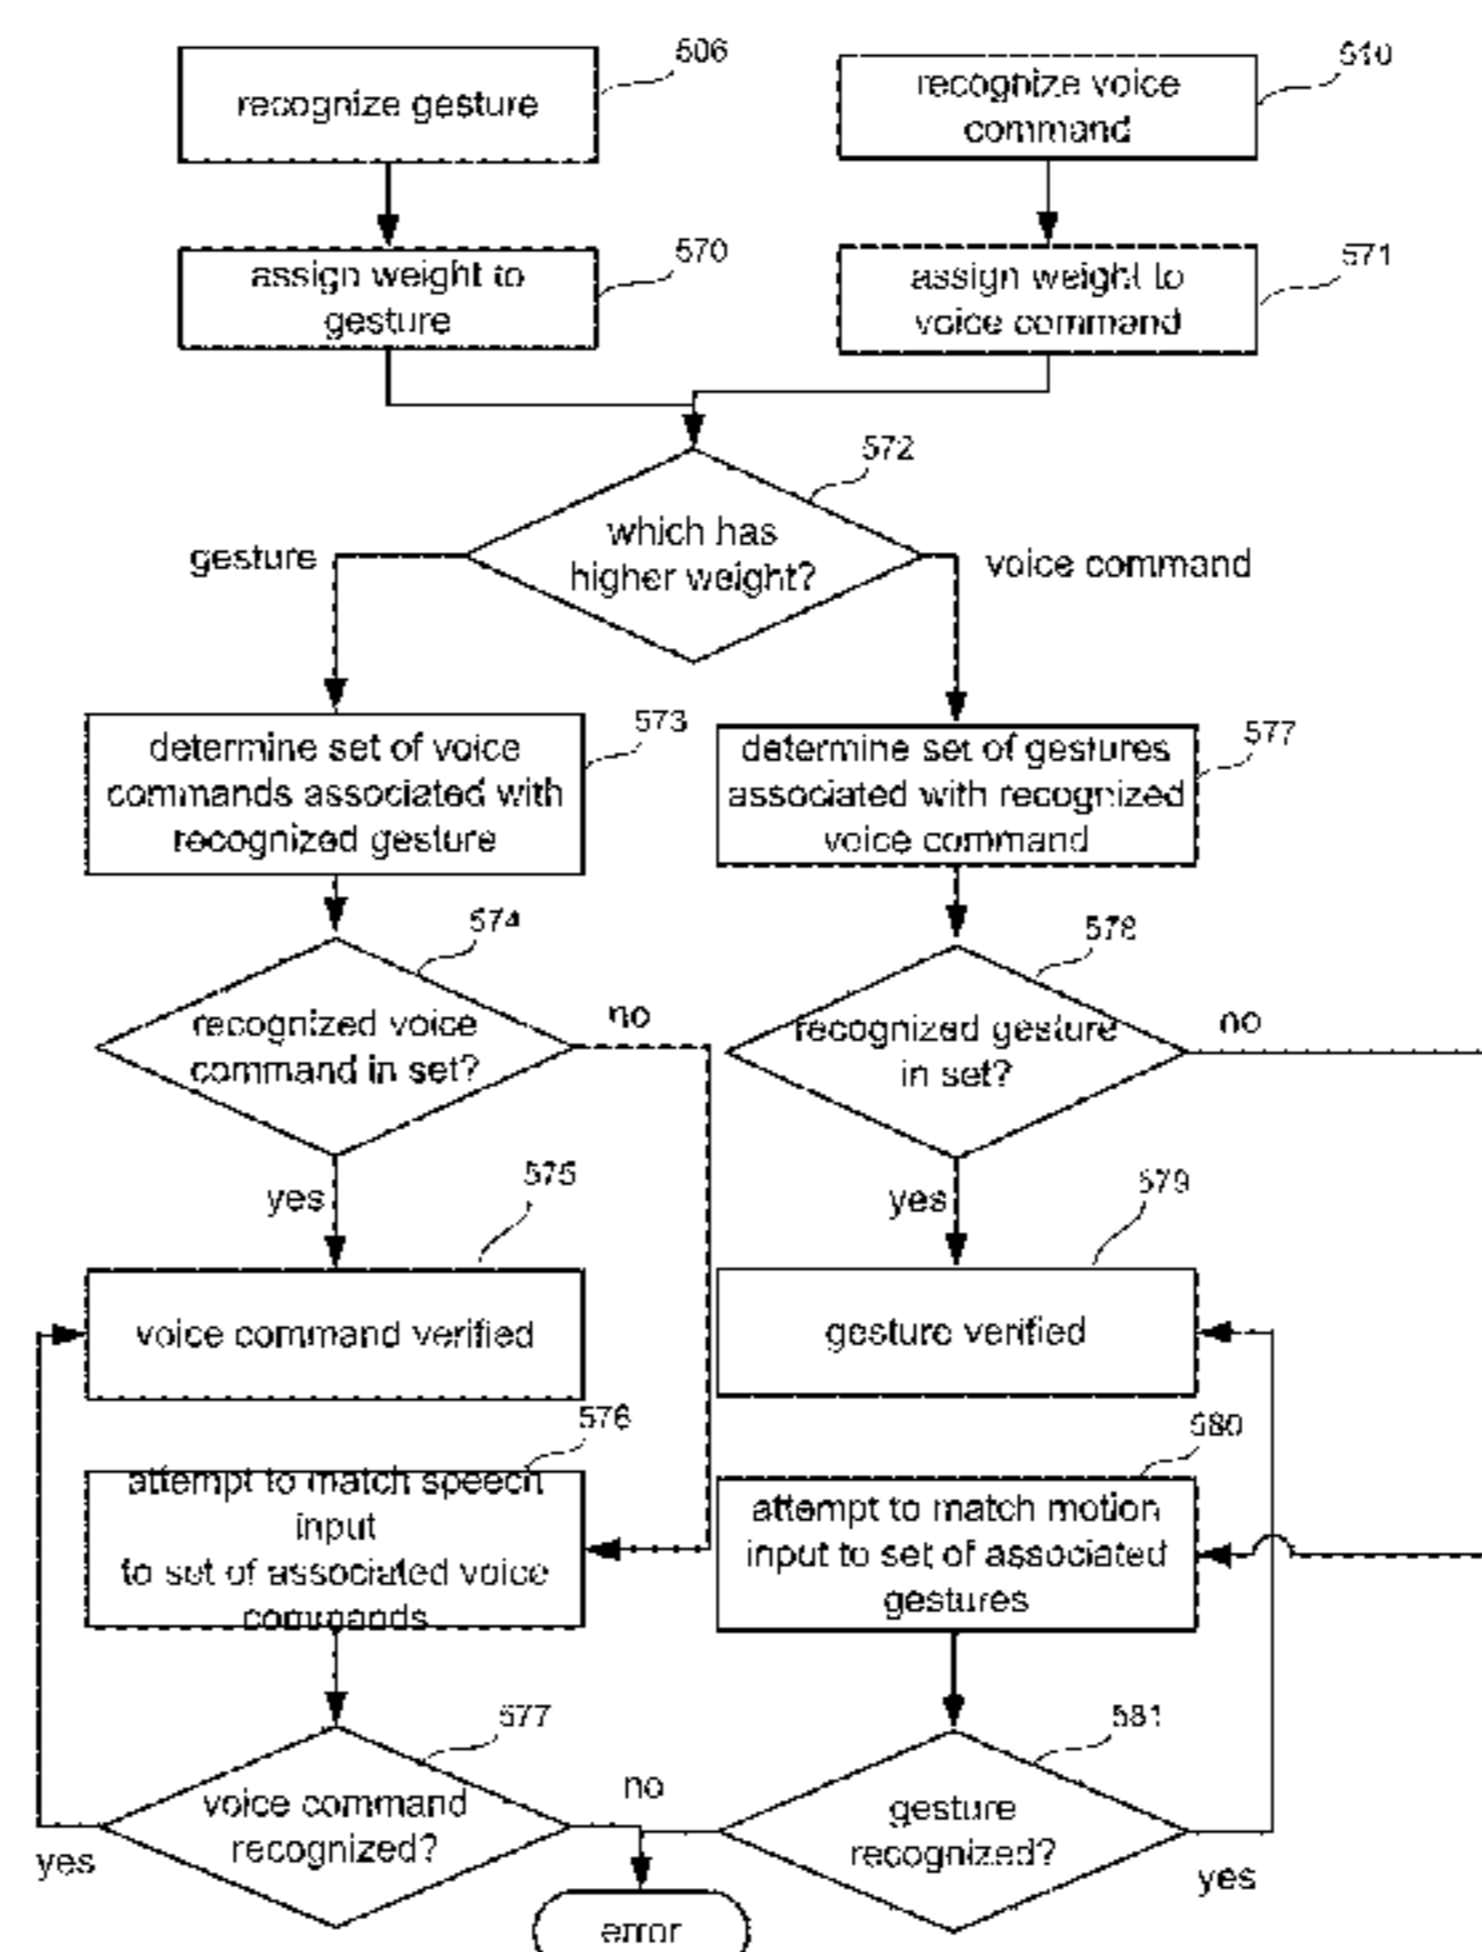 recognize gesture
506
recognize voice
command
510
assign weight to
gesture
570
assign weight to
voice command
571
which has
higher weight?
572
gesture
voice command
determine set of voice
commands associated with
recognized gesture
573
determine set of gestures
associated with recognized
voice command
577
recognized voice
command in set?
574
no
recognized gesture
in set?
578
no
yes
575
yes
579
voice command verified
gesture verified
attempt to match speech
input
to set of associated voice
commands
576
attempt to match motion
input to set of associated
gestures
580
voice command
recognized?
577
no
gesture
recognized?
581
yes
yes
error